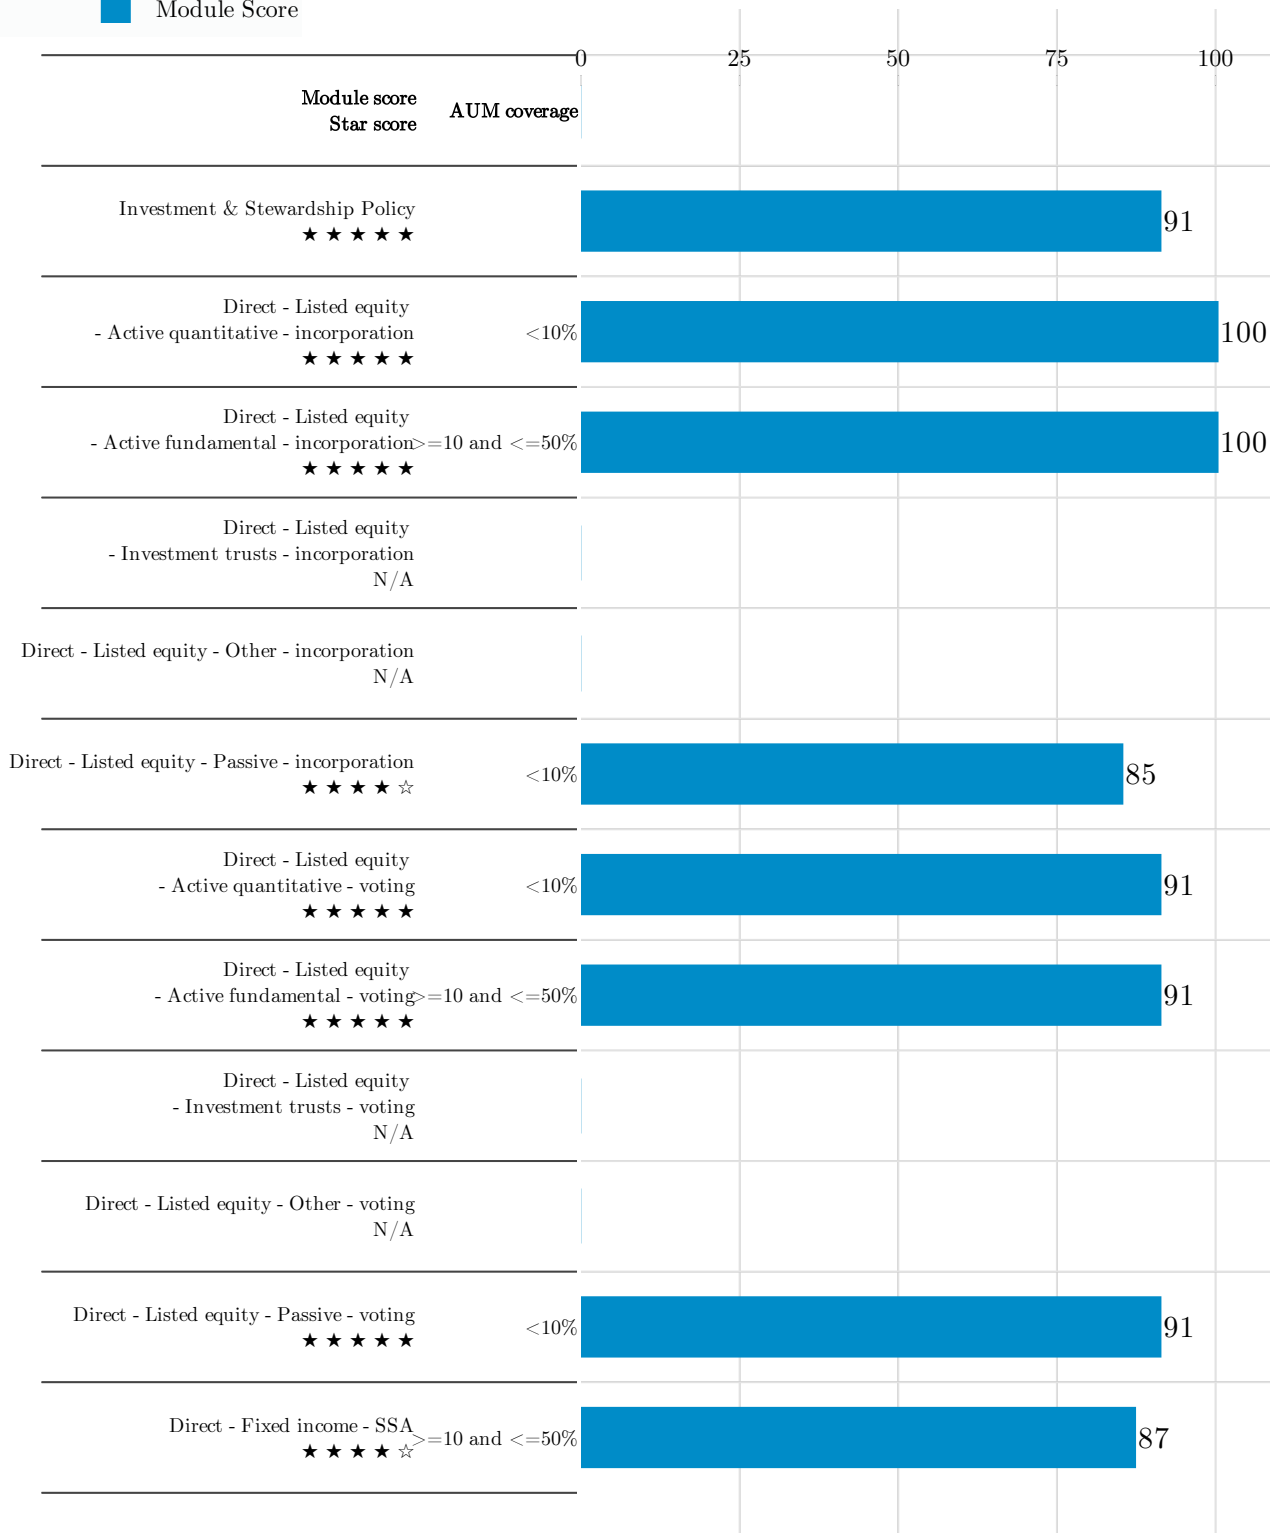 Module Score
0 25 50 75 100
Module score
Star score
AUM coverage
Investment & Stewardship Policy
★ ★ ★ ★ ★
91
Direct - Listed equity
- Active quantitative - incorporation
★ ★ ★ ★ ★
<10%
100
Direct - Listed equity
- Active fundamental - incorporation
★ ★ ★ ★ ★
>=10 and <=50%
100
Direct - Listed equity
- Investment trusts - incorporation
N/A
Direct - Listed equity - Other - incorporation
N/A
Direct - Listed equity - Passive - incorporation
★ ★ ★ ★ ☆
<10%
85
Direct - Listed equity
- Active quantitative - voting
★ ★ ★ ★ ★
<10%
91
Direct - Listed equity
- Active fundamental - voting
★ ★ ★ ★ ★
>=10 and <=50%
91
Direct - Listed equity
- Investment trusts - voting
N/A
Direct - Listed equity - Other - voting
N/A
Direct - Listed equity - Passive - voting
★ ★ ★ ★ ★
<10%
91
Direct - Fixed income - SSA
★ ★ ★ ★ ☆
>=10 and <=50%
87